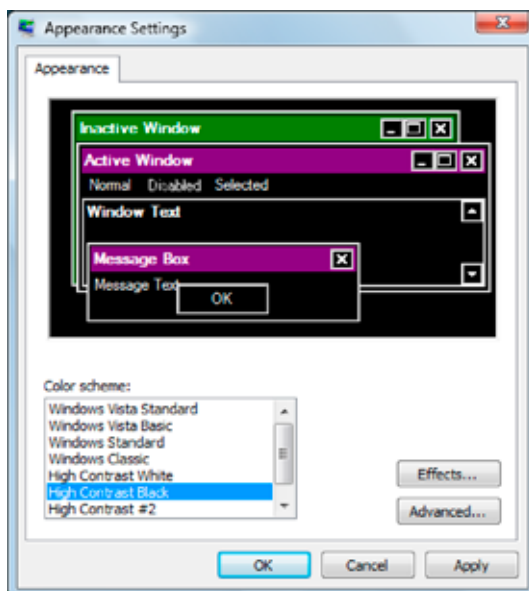 Appearance Settings
Appearance
Inactive Window
Active Window
Normal Disabled Selected
Window Text
Message Box
Message Text
OK
Color scheme:
Windows Vista Standard
Windows Vista Basic
Windows Standard
Windows Classic
High Contrast White
High Contrast Black
High Contrast #2
Effects...
Advanced...
OK Cancel Apply